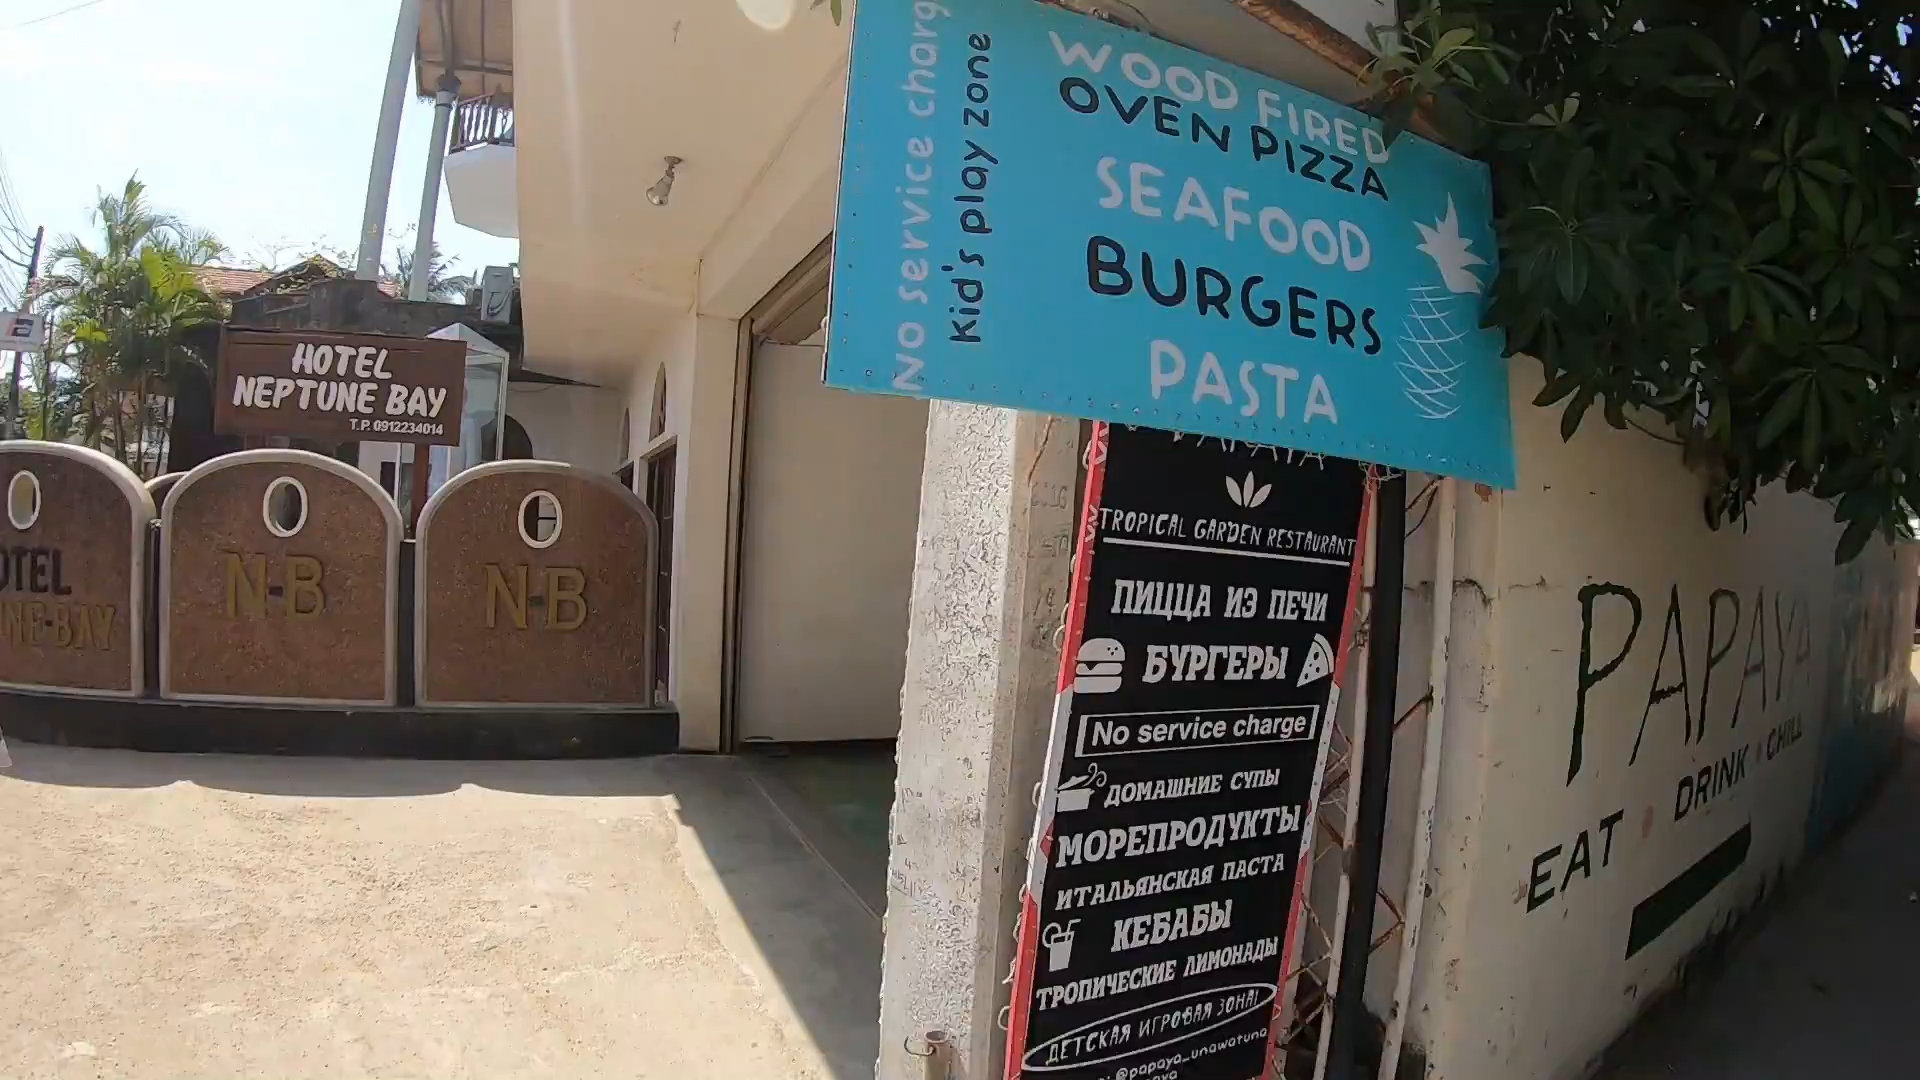 HOTEL
NEPTUNE BAY
T.P. 0912234014
N-B
N-B
No service charg
Kid's play zone
WOOD FIRED
OVEN PIZZA
SEAFOOD
BURGERS
PASTA
TROPICAL GARDEN RESTAURANT
ПИЦЦА ИЗ ПЕЧИ
БУРГЕРЫ
No service charge
ДОМАШНИЕ СУПЫ
МОРЕПРОДУКТЫ
ИТАЛЬЯНСКАЯ ПАСТА
КЕБАБЫ
ТРОПИЧЕСКИЕ ЛИМОНАДЫ
ДЕТСКАЯ ИГРОВАЯ ЗОНА!
@papaya_unawatuna
PAPAYA
EAT DRINK CHILL